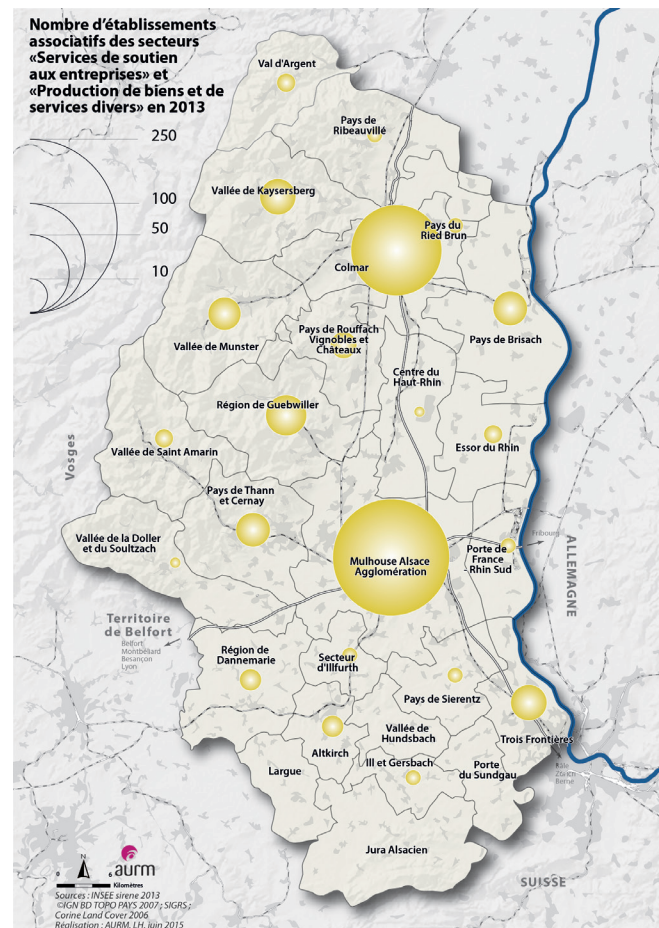 Nombre d'établissements
associatifs des secteurs
«Services de soutien
aux entreprises» et
«Production de biens et de
services divers» en 2013
250
100
50
10
Val d'Argent
Pays de
Ribeauvillé
Vallée de Kaysersberg
Pays du
Ried Brun
Colmar
Vallée de Munster
Pays de Rouffach
Vignobles et
Châteaux
Pays de Brisach
Centre du
Haut-Rhin
Région de Guebwiller
Essor du Rhin
Vallée de Saint Amarin
Vosges
Pays de Thann
et Cernay
Vallée de la Doller
et du Soultzach
Mulhouse Alsace
Agglomération
Porte de
France
Rhin Sud
Fribourg
ALLEMAGNE
Territoire
de Belfort
Belfort
Montbéliard
Besançon
Lyon
Région de
Dannemarie
Secteur
d'Illfurth
Pays de Sierentz
Trois Frontières
Altkirch
Vallée de
Hundsbach
Largue
Ill et Gersbach
Porte
du Sundgau
Bâle
Zürich
Berne
Jura Alsacien
SUISSE
N
0 6
Kilomètres
aurm
Sources : INSEE sirene 2013
©IGN BD TOPO PAYS 2007 ; SIGRS ;
Corine Land Cover 2006
Réalisation : AURM, LH, juin 2015